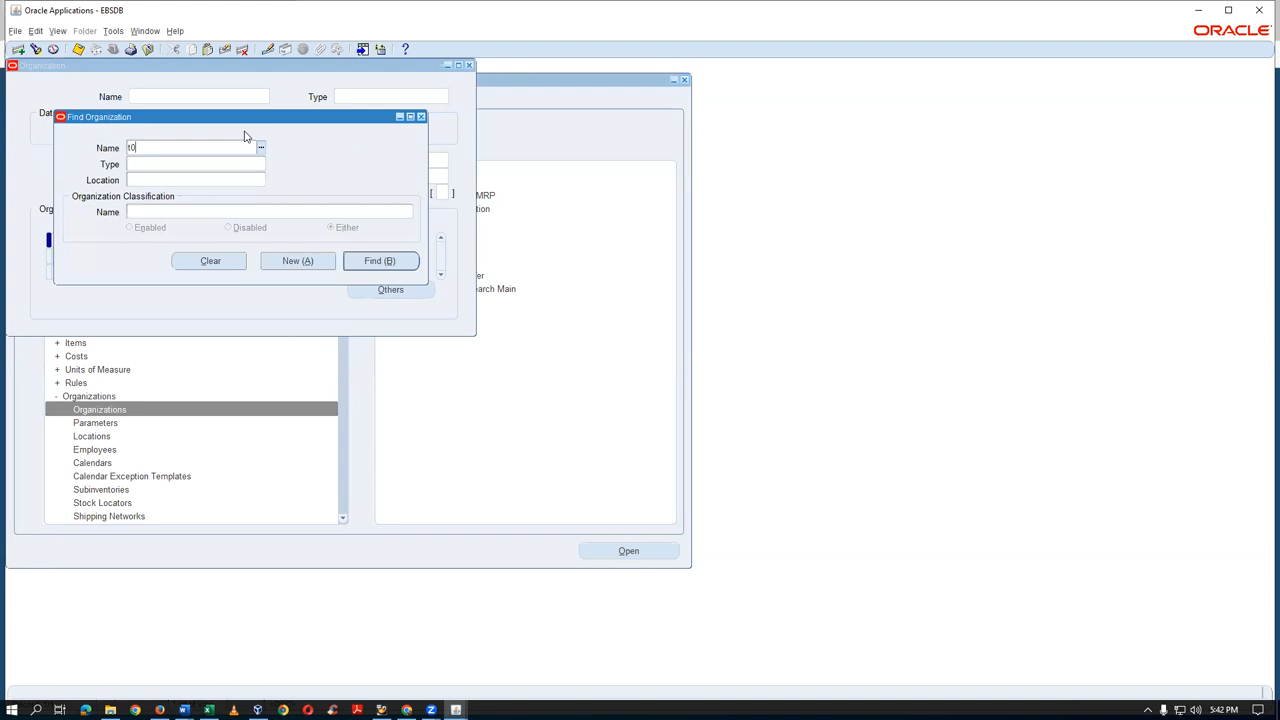 Oracle Applications - EBSDB
File Edit View Folder Tools Window Help
ORACLE
Organization
Name Type
Find Organization
Name t0
Type
Location
Organization Classification
Name
Enabled Disabled Either
Clear New (A) Find (B)
Others
[ ]
MRP
Items
Costs
Units of Measure
Rules
Organizations
Organizations
Parameters
Locations
Employees
Calendars
Calendar Exception Templates
Subinventories
Stock Locators
Shipping Networks
Open
5:42 PM